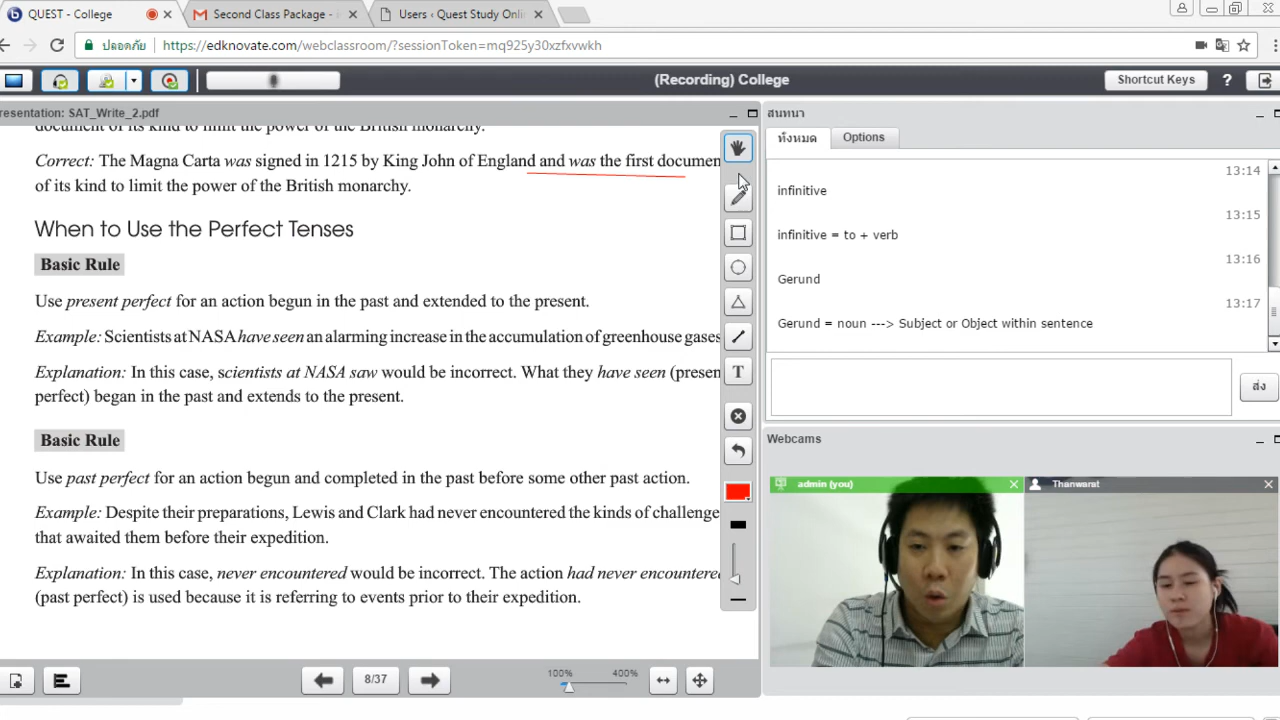 QUEST - College
Second Class Package -
Users ‹ Quest Study Onli
ปลอดภัย https://edknovate.com/webclassroom/?sessionToken=mq925y30xzfxvwkh
(Recording) College
Shortcut Keys
?
resentation: SAT_Write_2.pdf
document of its kind to limit the power of the British monarchy.
Correct: The Magna Carta was signed in 1215 by King John of England and was the first documen
of its kind to limit the power of the British monarchy.
When to Use the Perfect Tenses
Basic Rule
Use present perfect for an action begun in the past and extended to the present.
Example: Scientists at NASA have seen an alarming increase in the accumulation of greenhouse gases
Explanation: In this case, scientists at NASA saw would be incorrect. What they have seen (presen
perfect) began in the past and extends to the present.
Basic Rule
Use past perfect for an action begun and completed in the past before some other past action.
Example: Despite their preparations, Lewis and Clark had never encountered the kinds of challenge
that awaited them before their expedition.
Explanation: In this case, never encountered would be incorrect. The action had never encountere
(past perfect) is used because it is referring to events prior to their expedition.
T
8/37
100%
400%
สนทนา
ทั้งหมด
Options
13:14
infinitive
13:15
infinitive = to + verb
13:16
Gerund
13:17
Gerund = noun ---> Subject or Object within sentence
ส่ง
Webcams
admin (you)
Thanwarat